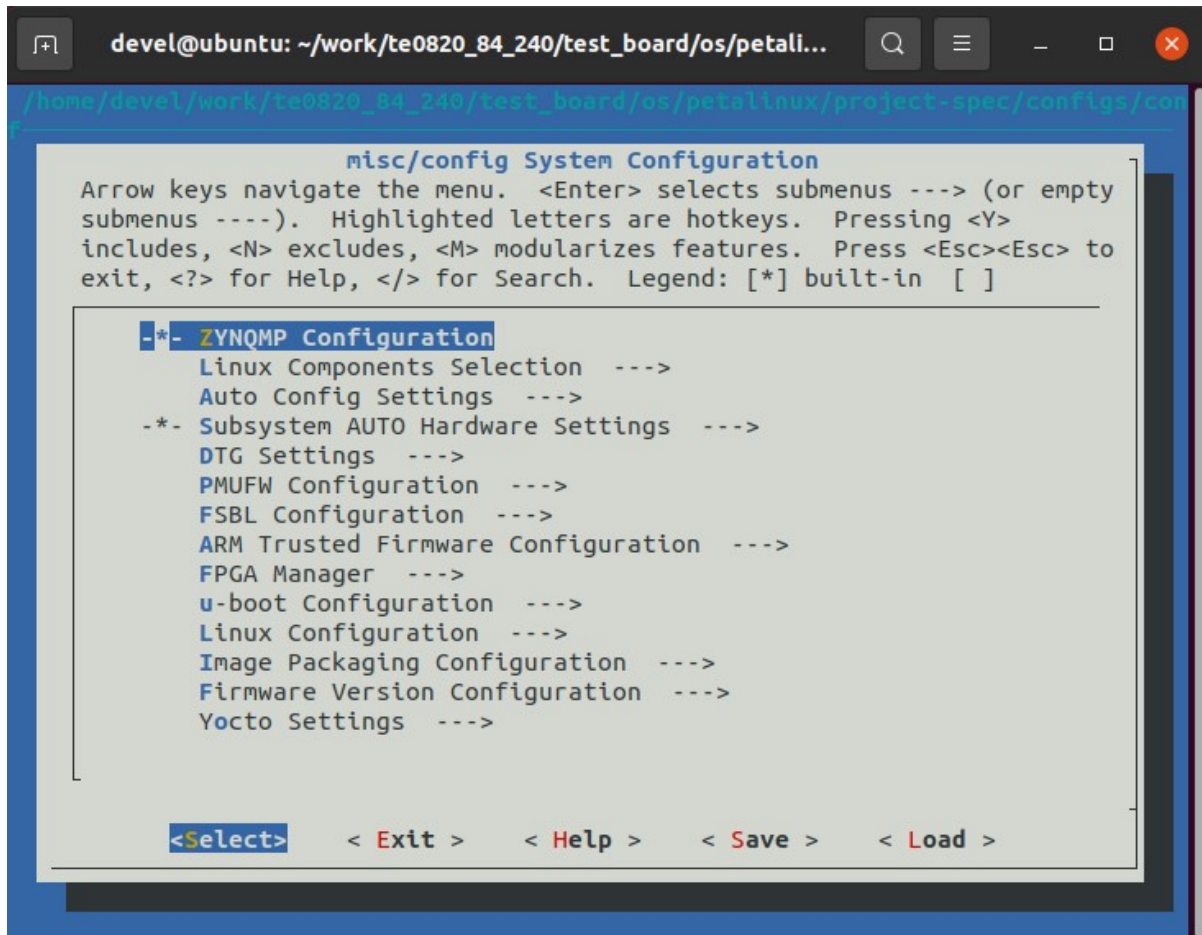 devel@ubuntu: ~/work/te0820_84_240/test_board/os/petali...
/home/devel/work/te0820_84_240/test_board/os/petalinux/project-spec/configs/con
f
misc/config System Configuration
Arrow keys navigate the menu.  <Enter> selects submenus ---> (or empty
submenus ----).  Highlighted letters are hotkeys.  Pressing <Y>
includes, <N> excludes, <M> modularizes features.  Press <Esc><Esc> to
exit, <?> for Help, </> for Search.  Legend: [*] built-in  [ ]
-*- ZYNQMP Configuration
Linux Components Selection  --->
Auto Config Settings  --->
-*- Subsystem AUTO Hardware Settings  --->
DTG Settings  --->
PMUFW Configuration  --->
FSBL Configuration  --->
ARM Trusted Firmware Configuration  --->
FPGA Manager  --->
u-boot Configuration  --->
Linux Configuration  --->
Image Packaging Configuration  --->
Firmware Version Configuration  --->
Yocto Settings  --->
<Select>    < Exit >    < Help >    < Save >    < Load >